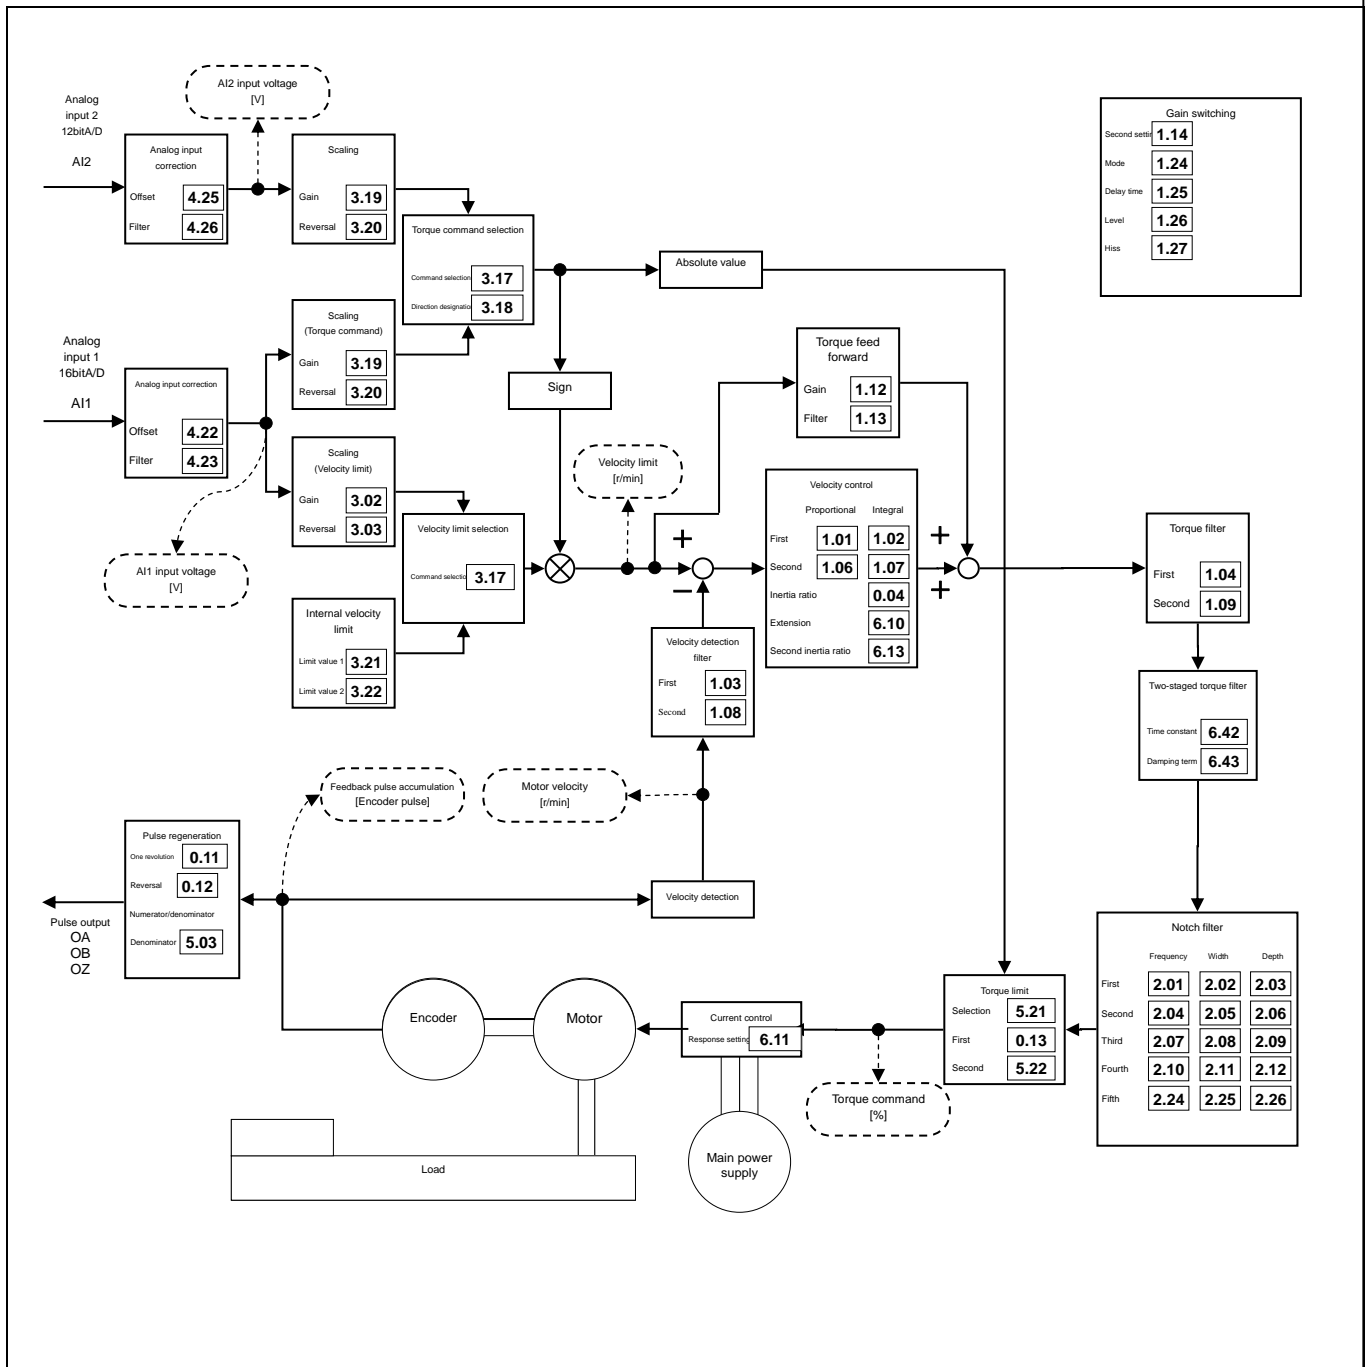 AI2 input voltage
[V]
Analog
input 2
12bitA/D
AI2
Analog input
correction
Offset 4.25
Filter 4.26
Scaling
Gain 3.19
Reversal 3.20
Torque command selection
Command selection 3.17
Direction designatio 3.18
Absolute value
Gain switching
Second settin 1.14
Mode 1.24
Delay time 1.25
Level 1.26
Hiss 1.27
Analog
input 1
16bitA/D
AI1
Analog input correction
Offset 4.22
Filter 4.23
Scaling
(Torque command)
Gain 3.19
Reversal 3.20
Sign
Torque feed
forward
Gain 1.12
Filter 1.13
Scaling
(Velocity limit)
Gain 3.02
Reversal 3.03
Velocity limit selection
Command selectio 3.17
AI1 input voltage
[V]
Internal velocity
limit
Limit value 1 3.21
Limit value 2 3.22
Velocity limit
[r/min]
+
−
Velocity control
Proportional Integral
First 1.01 1.02
Second 1.06 1.07
Inertia ratio 0.04
Extension 6.10
Second inertia ratio 6.13
+
+
Torque filter
First 1.04
Second 1.09
Velocity detection
filter
First 1.03
Second 1.08
Two-staged torque filter
Time constant 6.42
Damping term 6.43
Feedback pulse accumulation
[Encoder pulse]
Motor velocity
[r/min]
Pulse regeneration
One revolution 0.11
Reversal 0.12
Numerator/denominator
Denominator 5.03
Pulse output
OA
OB
OZ
Velocity detection
Notch filter
Frequency Width Depth
First 2.01 2.02 2.03
Second 2.04 2.05 2.06
Third 2.07 2.08 2.09
Fourth 2.10 2.11 2.12
Fifth 2.24 2.25 2.26
Torque limit
Selection 5.21
First 0.13
Second 5.22
Encoder
Motor
Current control
Response setting 6.11
Torque command
[%]
Main power
supply
Load